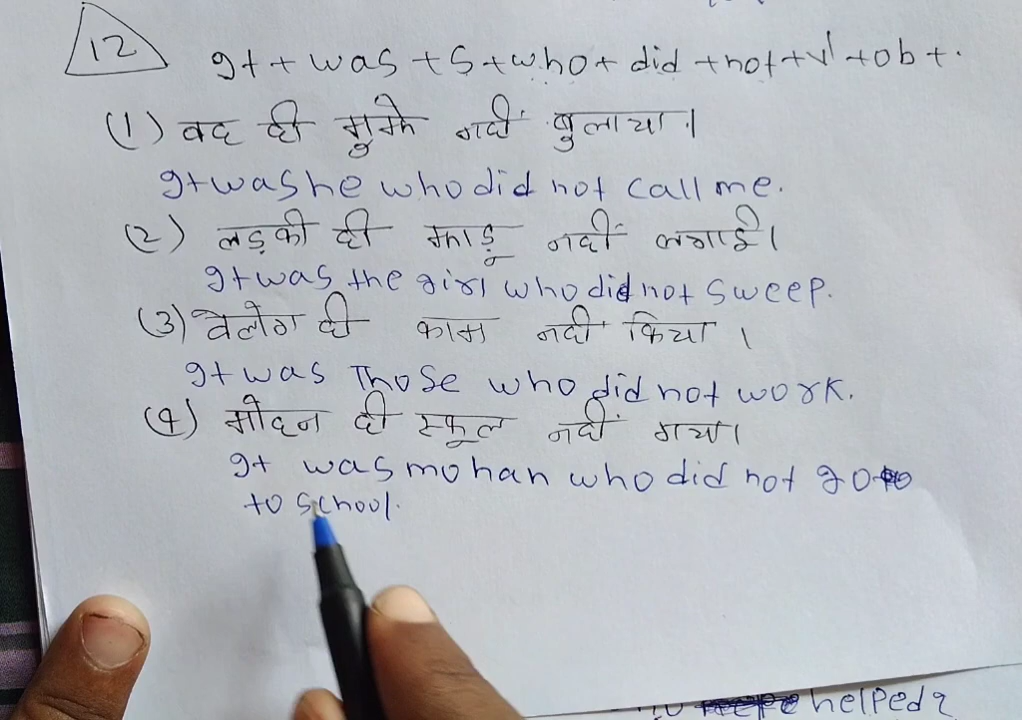 12 It + was + S + who + did + not + v1 + ob + .
(1) वह ही मुझे नहीं बुलाया।
It was he who did not call me.
(2) लड़की ही झाड़ू नहीं लगाई।
It was the girl who did not sweep.
(3) वेलोग ही काम नहीं किया ।
It was Those who did not work.
(4) मोहन ही स्कूल नहीं गया।
It was mohan who did not go
to school.
helped